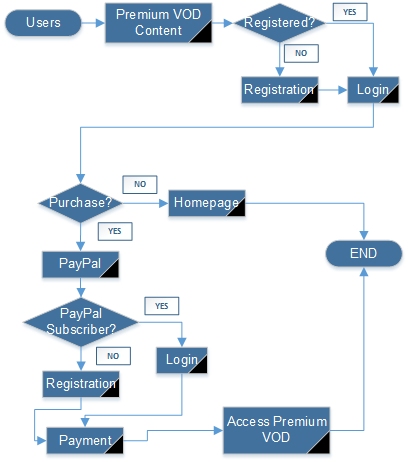 Users
Premium VOD
Content
Registered?
YES
NO
Registration
Login
Purchase?
NO
Homepage
YES
END
PayPal
PayPal
Subscriber?
YES
NO
Login
Registration
Payment
Access Premium
VOD